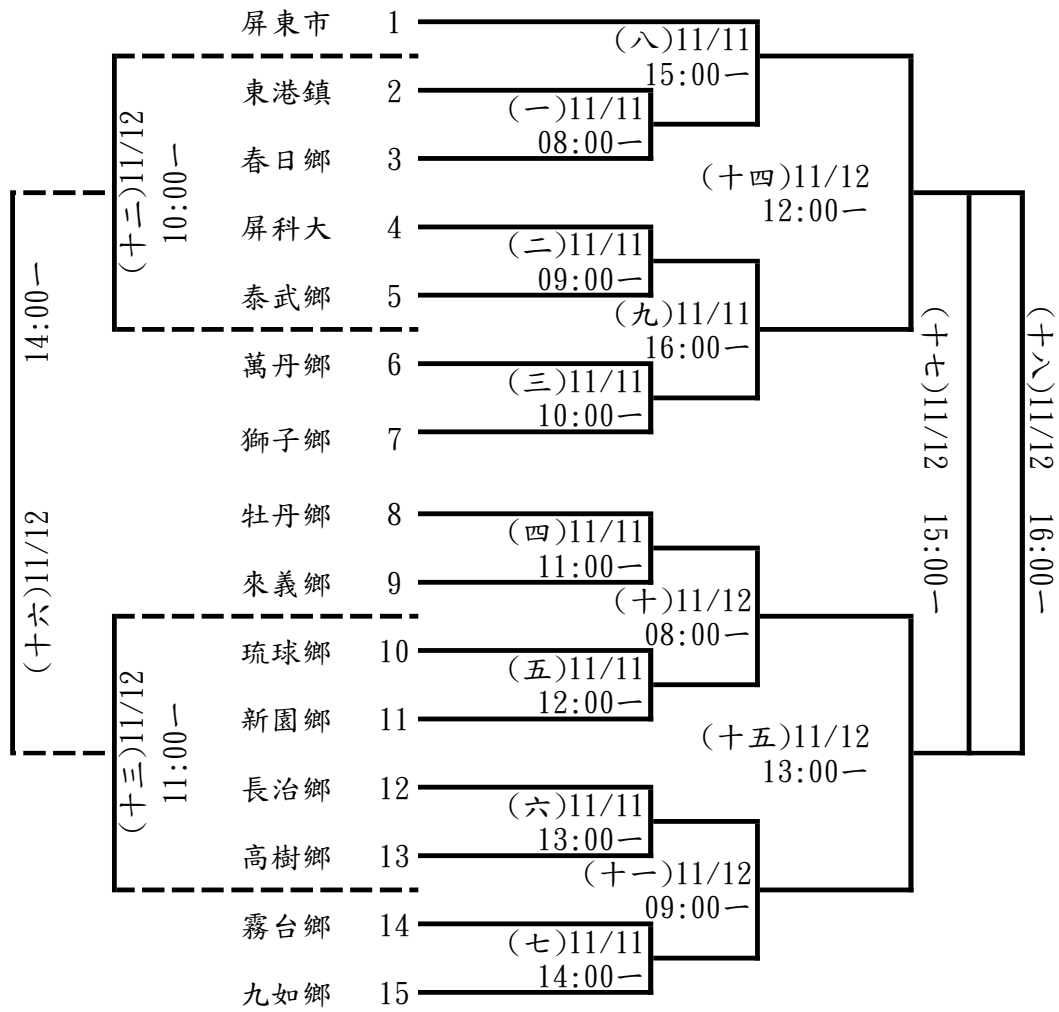 屏東市 1
(八)11/11
15:00一
東港鎮 2
(一)11/11
08:00一
春日鄉 3
(十二)11/12
10:00一
(十四)11/12
12:00一
屏科大 4
(二)11/11
09:00一
泰武鄉 5
(九)11/11
16:00一
萬丹鄉 6
(三)11/11
10:00一
獅子鄉 7
(十六)11/12 14:00一
(十七)11/12 15:00一
(十八)11/12 16:00一
牡丹鄉 8
(四)11/11
11:00一
來義鄉 9
(十)11/12
08:00一
琉球鄉 10
(五)11/11
12:00一
新園鄉 11
(十三)11/12
11:00一
(十五)11/12
13:00一
長治鄉 12
(六)11/11
13:00一
高樹鄉 13
(十一)11/12
09:00一
霧台鄉 14
(七)11/11
14:00一
九如鄉 15